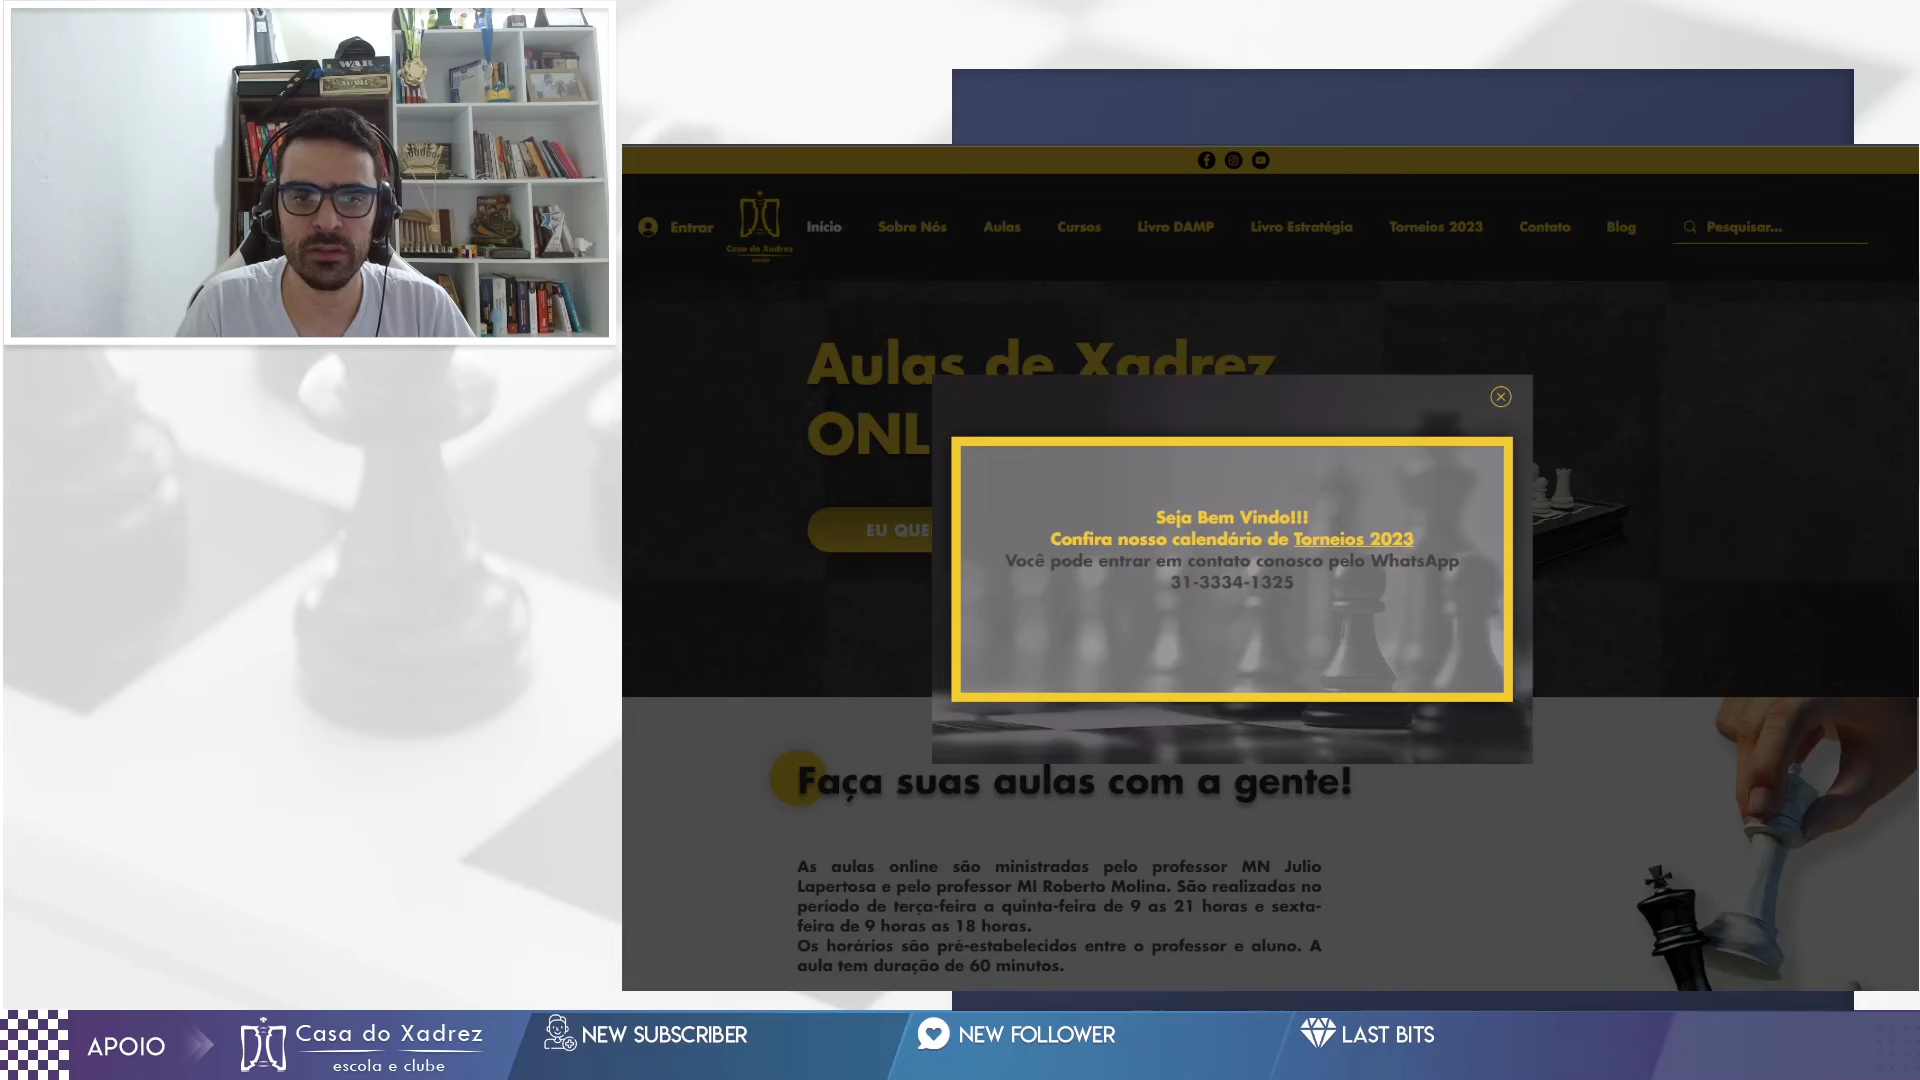 WAR
Entrar
Casa do Xadrez
escola
Início
Sobre Nós
Aulas
Cursos
Livro DAMP
Livro Estratégia
Torneios 2023
Contato
Blog
Pesquisar...
Aulas de Xadrez
ONL
EU QUE
Seja Bem Vindo!!!
Confira nosso calendário de Torneios 2023
Você pode entrar em contato conosco pelo WhatsApp
31-3334-1325
Faça suas aulas com a gente!
As aulas online são ministradas pelo professor MN Julio
Lapertosa e pelo professor MI Roberto Molina. São realizadas no
período de terça-feira a quinta-feira de 9 as 21 horas e sexta-
feira de 9 horas as 18 horas.
Os horários são pré-estabelecidos entre o professor e aluno. A
aula tem duração de 60 minutos.
APOIO
Casa do Xadrez
escola e clube
NEW SUBSCRIBER
NEW FOLLOWER
LAST BITS